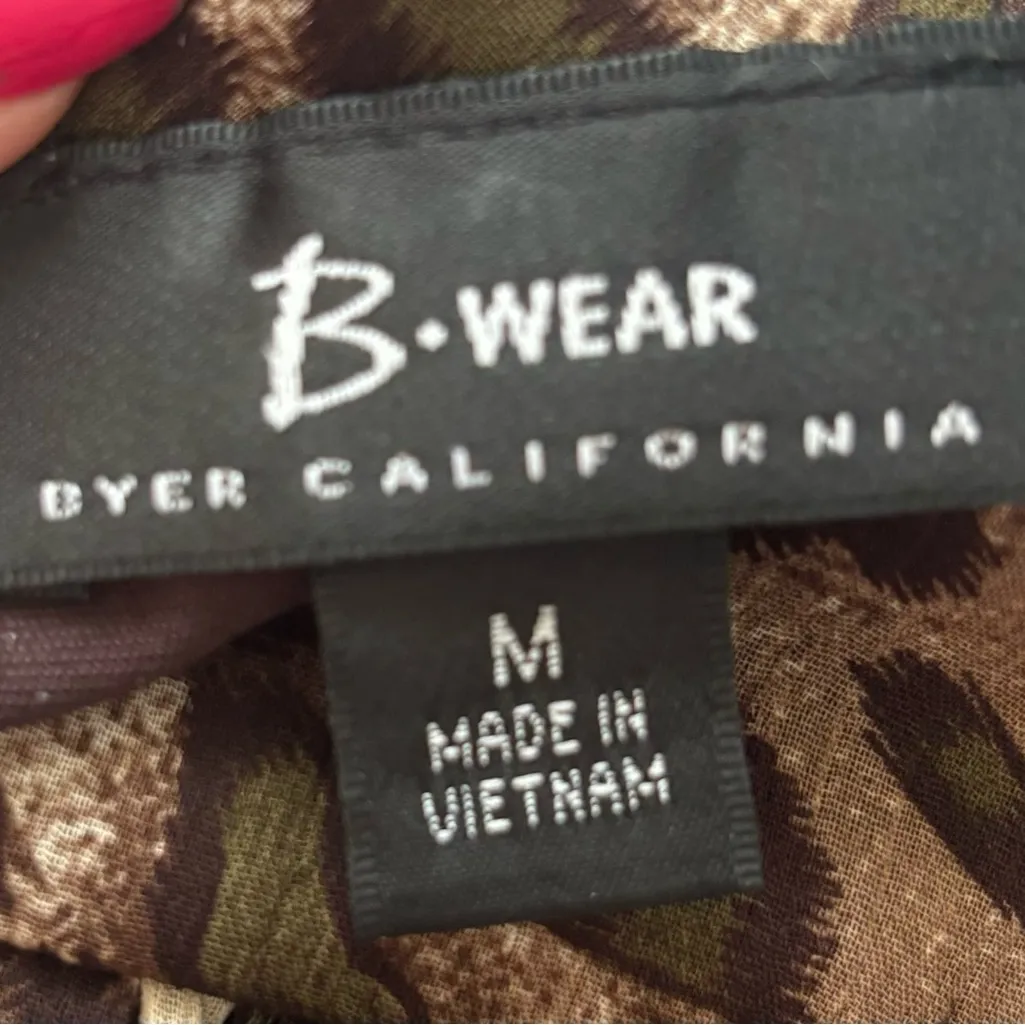 B·WEAR
BYER CALIFORNIA
M
MADE IN
VIETNAM